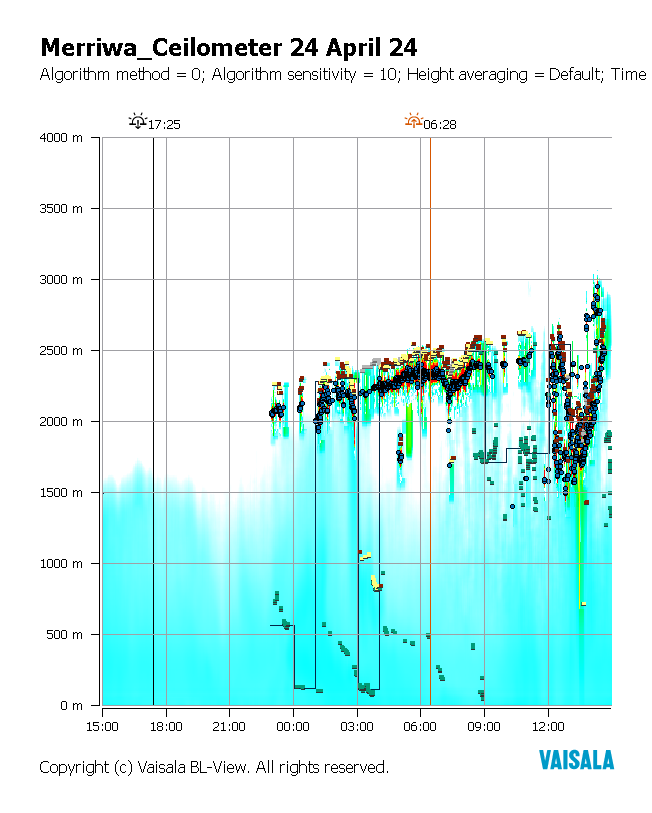 Merriwa_Ceilometer 24 April 24
Algorithm method = 0; Algorithm sensitivity = 10; Height averaging = Default; Time
17:25
06:28
4000 m
3500 m
3000 m
2500 m
2000 m
1500 m
1000 m
500 m
0 m
15:00 18:00 21:00 00:00 03:00 06:00 09:00 12:00
Copyright (c) Vaisala BL-View. All rights reserved.
VAISALA